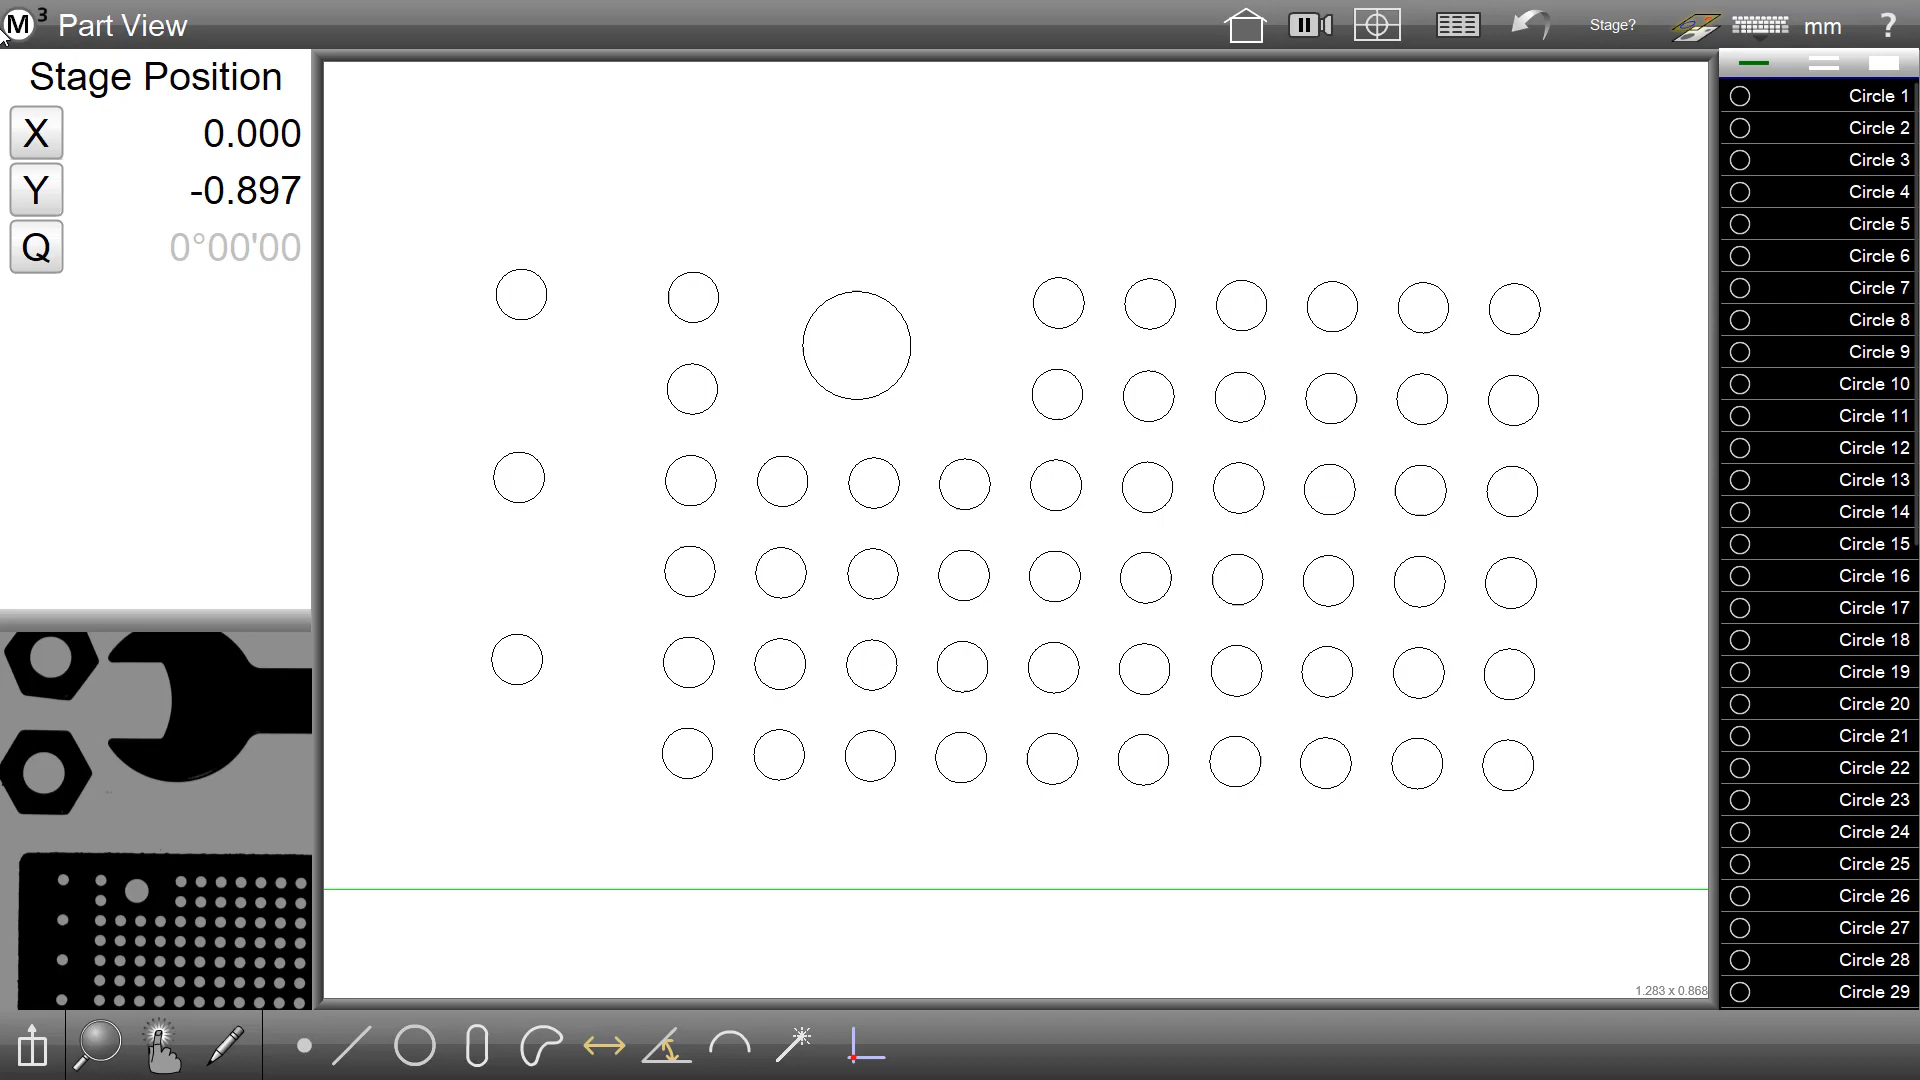 M3 Part View
Stage? mm ?
Stage Position
X 0.000
Y -0.897
Q 0°00'00
1.283 x 0.868
Circle 1
Circle 2
Circle 3
Circle 4
Circle 5
Circle 6
Circle 7
Circle 8
Circle 9
Circle 10
Circle 11
Circle 12
Circle 13
Circle 14
Circle 15
Circle 16
Circle 17
Circle 18
Circle 19
Circle 20
Circle 21
Circle 22
Circle 23
Circle 24
Circle 25
Circle 26
Circle 27
Circle 28
Circle 29